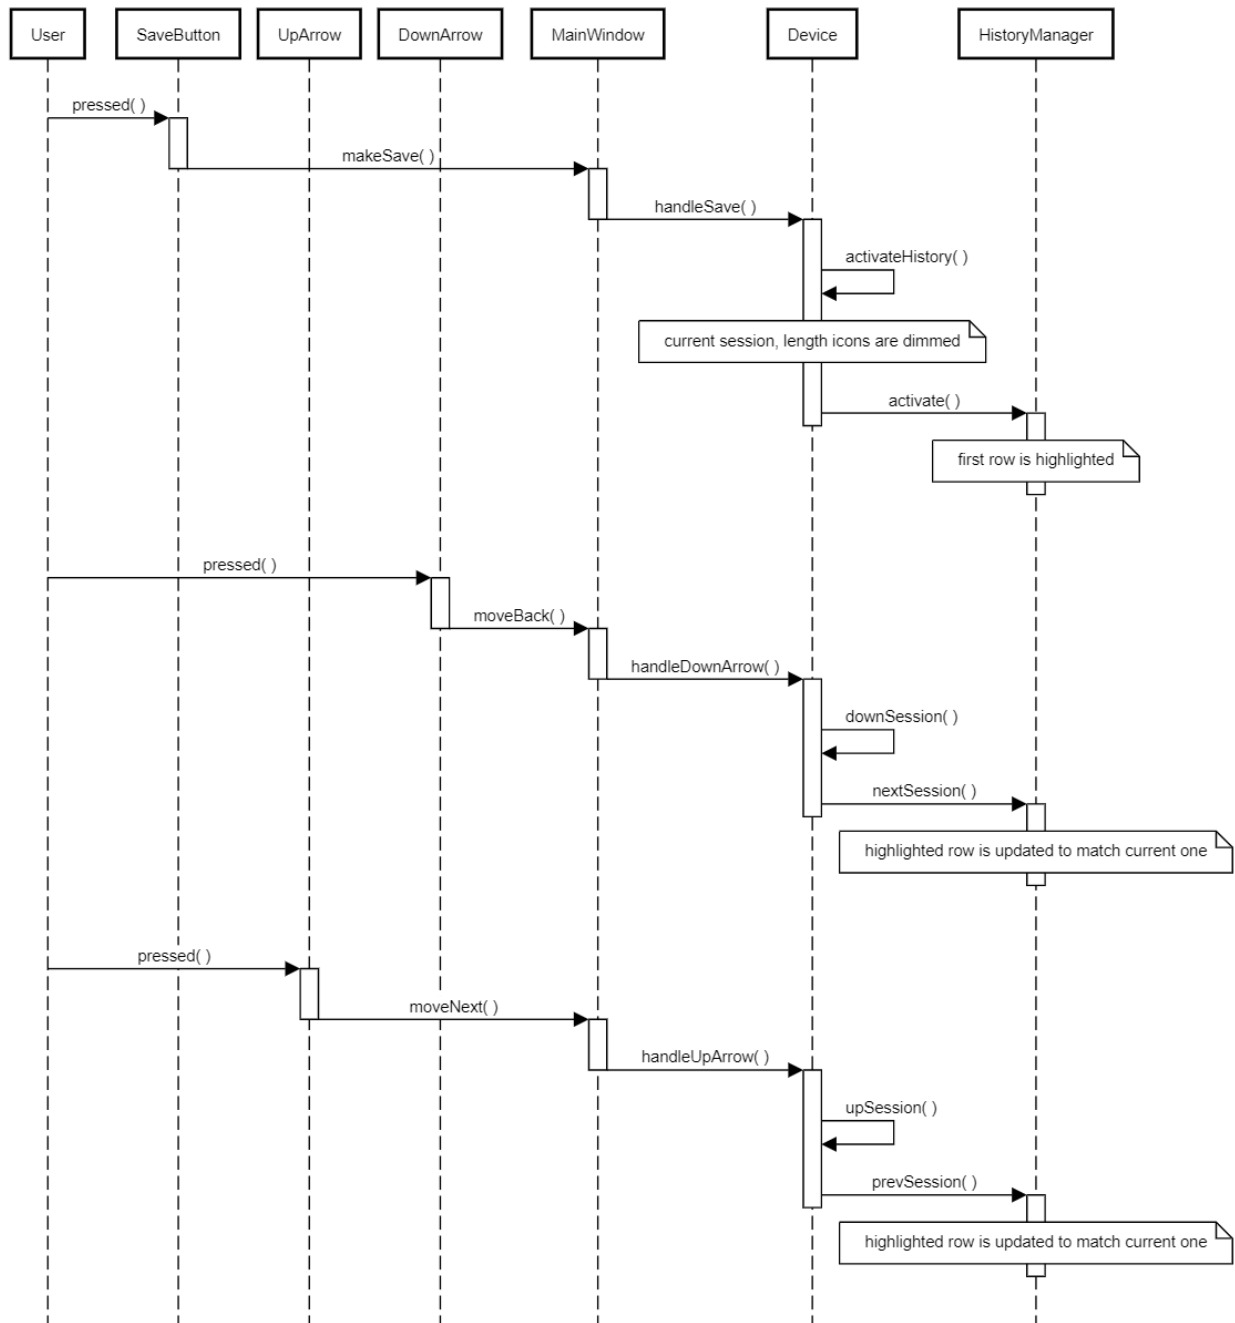 User
SaveButton
UpArrow
DownArrow
MainWindow
Device
HistoryManager
pressed( )
makeSave( )
handleSave( )
activateHistory( )
current session, length icons are dimmed
activate( )
first row is highlighted
pressed( )
moveBack( )
handleDownArrow( )
downSession( )
nextSession( )
highlighted row is updated to match current one
pressed( )
moveNext( )
handleUpArrow( )
upSession( )
prevSession( )
highlighted row is updated to match current one